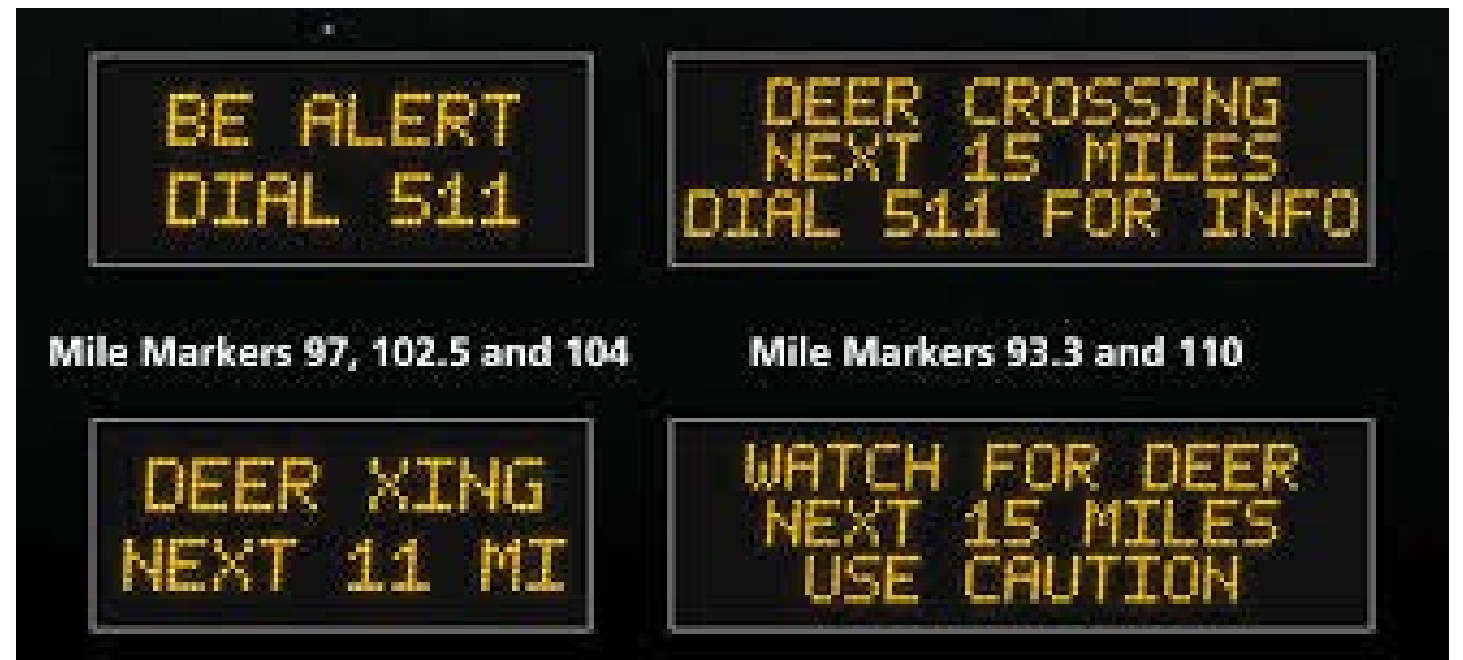 BE ALERT
DIAL 511
DEER CROSSING
NEXT 15 MILES
DIAL 511 FOR INFO
Mile Markers 97, 102.5 and 104
Mile Markers 93.3 and 110
DEER XING
NEXT 11 MI
WATCH FOR DEER
NEXT 15 MILES
USE CAUTION